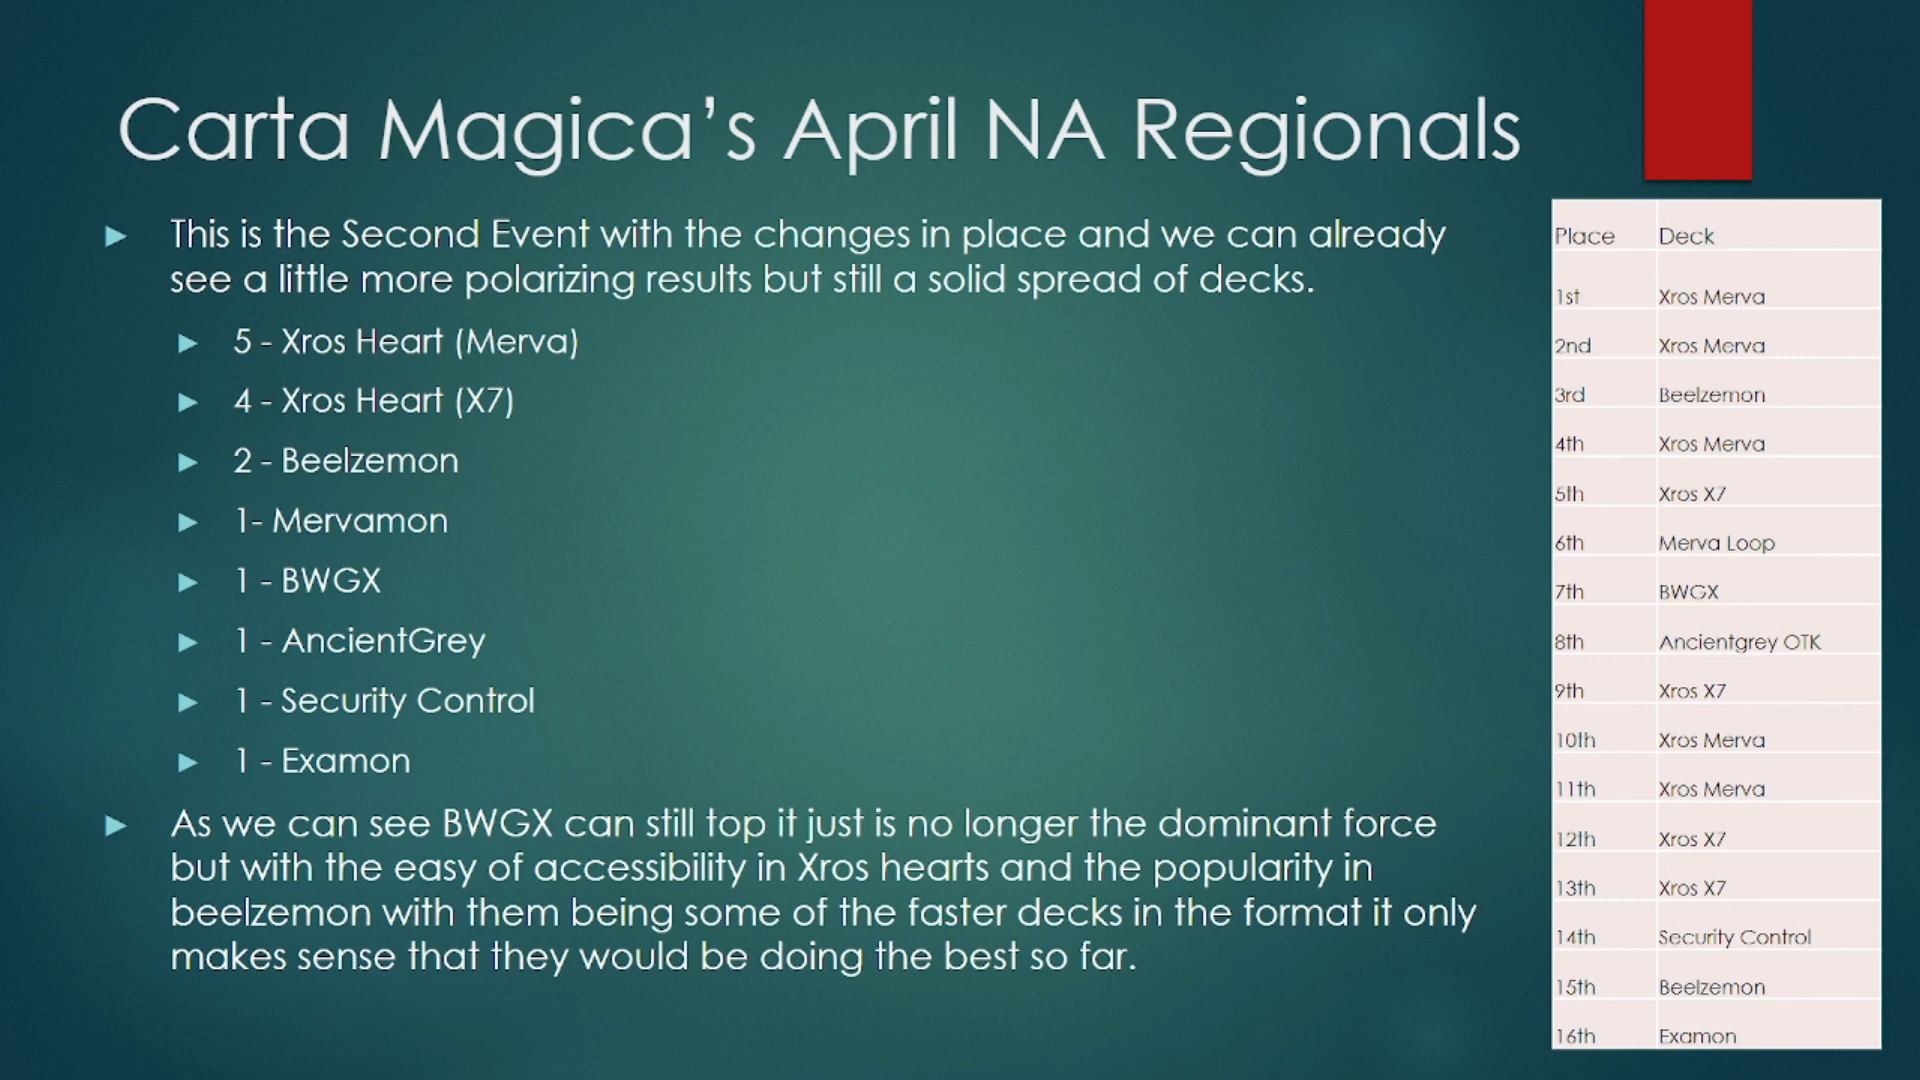 Carta Magica's April NA Regionals
This is the Second Event with the changes in place and we can already
see a little more polarizing results but still a solid spread of decks.
5 - Xros Heart (Merva)
4 - Xros Heart (X7)
2 - Beelzemon
1- Mervamon
1 - BWGX
1 - AncientGrey
1 - Security Control
1 - Examon
As we can see BWGX can still top it just is no longer the dominant force
but with the easy of accessibility in Xros hearts and the popularity in
beelzemon with them being some of the faster decks in the format it only
makes sense that they would be doing the best so far.
Place Deck
1st Xros Merva
2nd Xros Merva
3rd Beelzemon
4th Xros Merva
5th Xros X7
6th Merva Loop
7th BWGX
8th Ancientgrey OTK
9th Xros X7
10th Xros Merva
11th Xros Merva
12th Xros X7
13th Xros X7
14th Security Control
15th Beelzemon
16th Examon